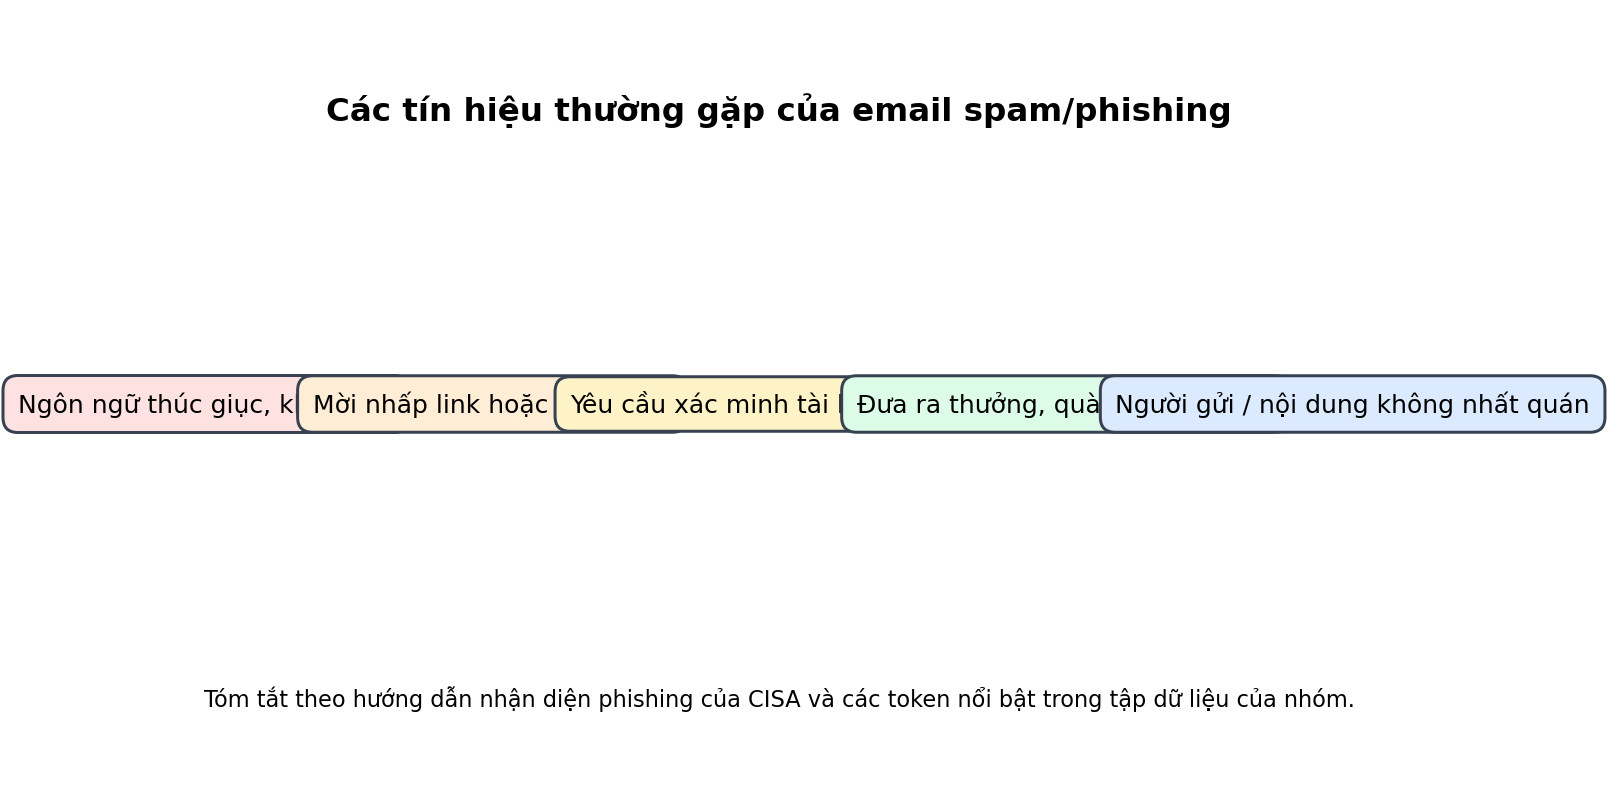 Các tín hiệu thường gặp của email spam/phishing
Ngôn ngữ thúc giục,
Mời nhấp link hoặc
Yêu cầu xác minh tài
Đưa ra thưởng, quà
Người gửi / nội dung không nhất quán
Tóm tắt theo hướng dẫn nhận diện phishing của CISA và các token nổi bật trong tập dữ liệu của nhóm.